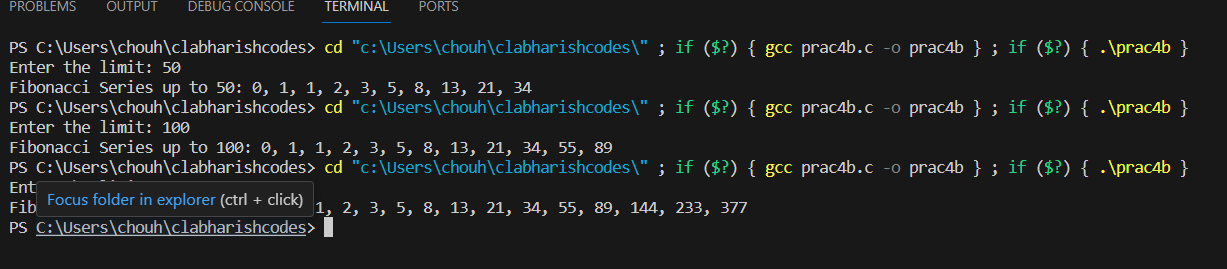 PROBLEMS OUTPUT DEBUG CONSOLE TERMINAL PORTS
PS C:\Users\chouh\clabharishcodes> cd "c:\Users\chouh\clabharishcodes\" ; if ($?) { gcc prac4b.c -o prac4b } ; if ($?) { .\prac4b }
Enter the limit: 50
Fibonacci Series up to 50: 0, 1, 1, 2, 3, 5, 8, 13, 21, 34
PS C:\Users\chouh\clabharishcodes> cd "c:\Users\chouh\clabharishcodes\" ; if ($?) { gcc prac4b.c -o prac4b } ; if ($?) { .\prac4b }
Enter the limit: 100
Fibonacci Series up to 100: 0, 1, 1, 2, 3, 5, 8, 13, 21, 34, 55, 89
PS C:\Users\chouh\clabharishcodes> cd "c:\Users\chouh\clabharishcodes\" ; if ($?) { gcc prac4b.c -o prac4b } ; if ($?) { .\prac4b }
Ent
Focus folder in explorer (ctrl + click)
Fib 1, 2, 3, 5, 8, 13, 21, 34, 55, 89, 144, 233, 377
PS C:\Users\chouh\clabharishcodes>